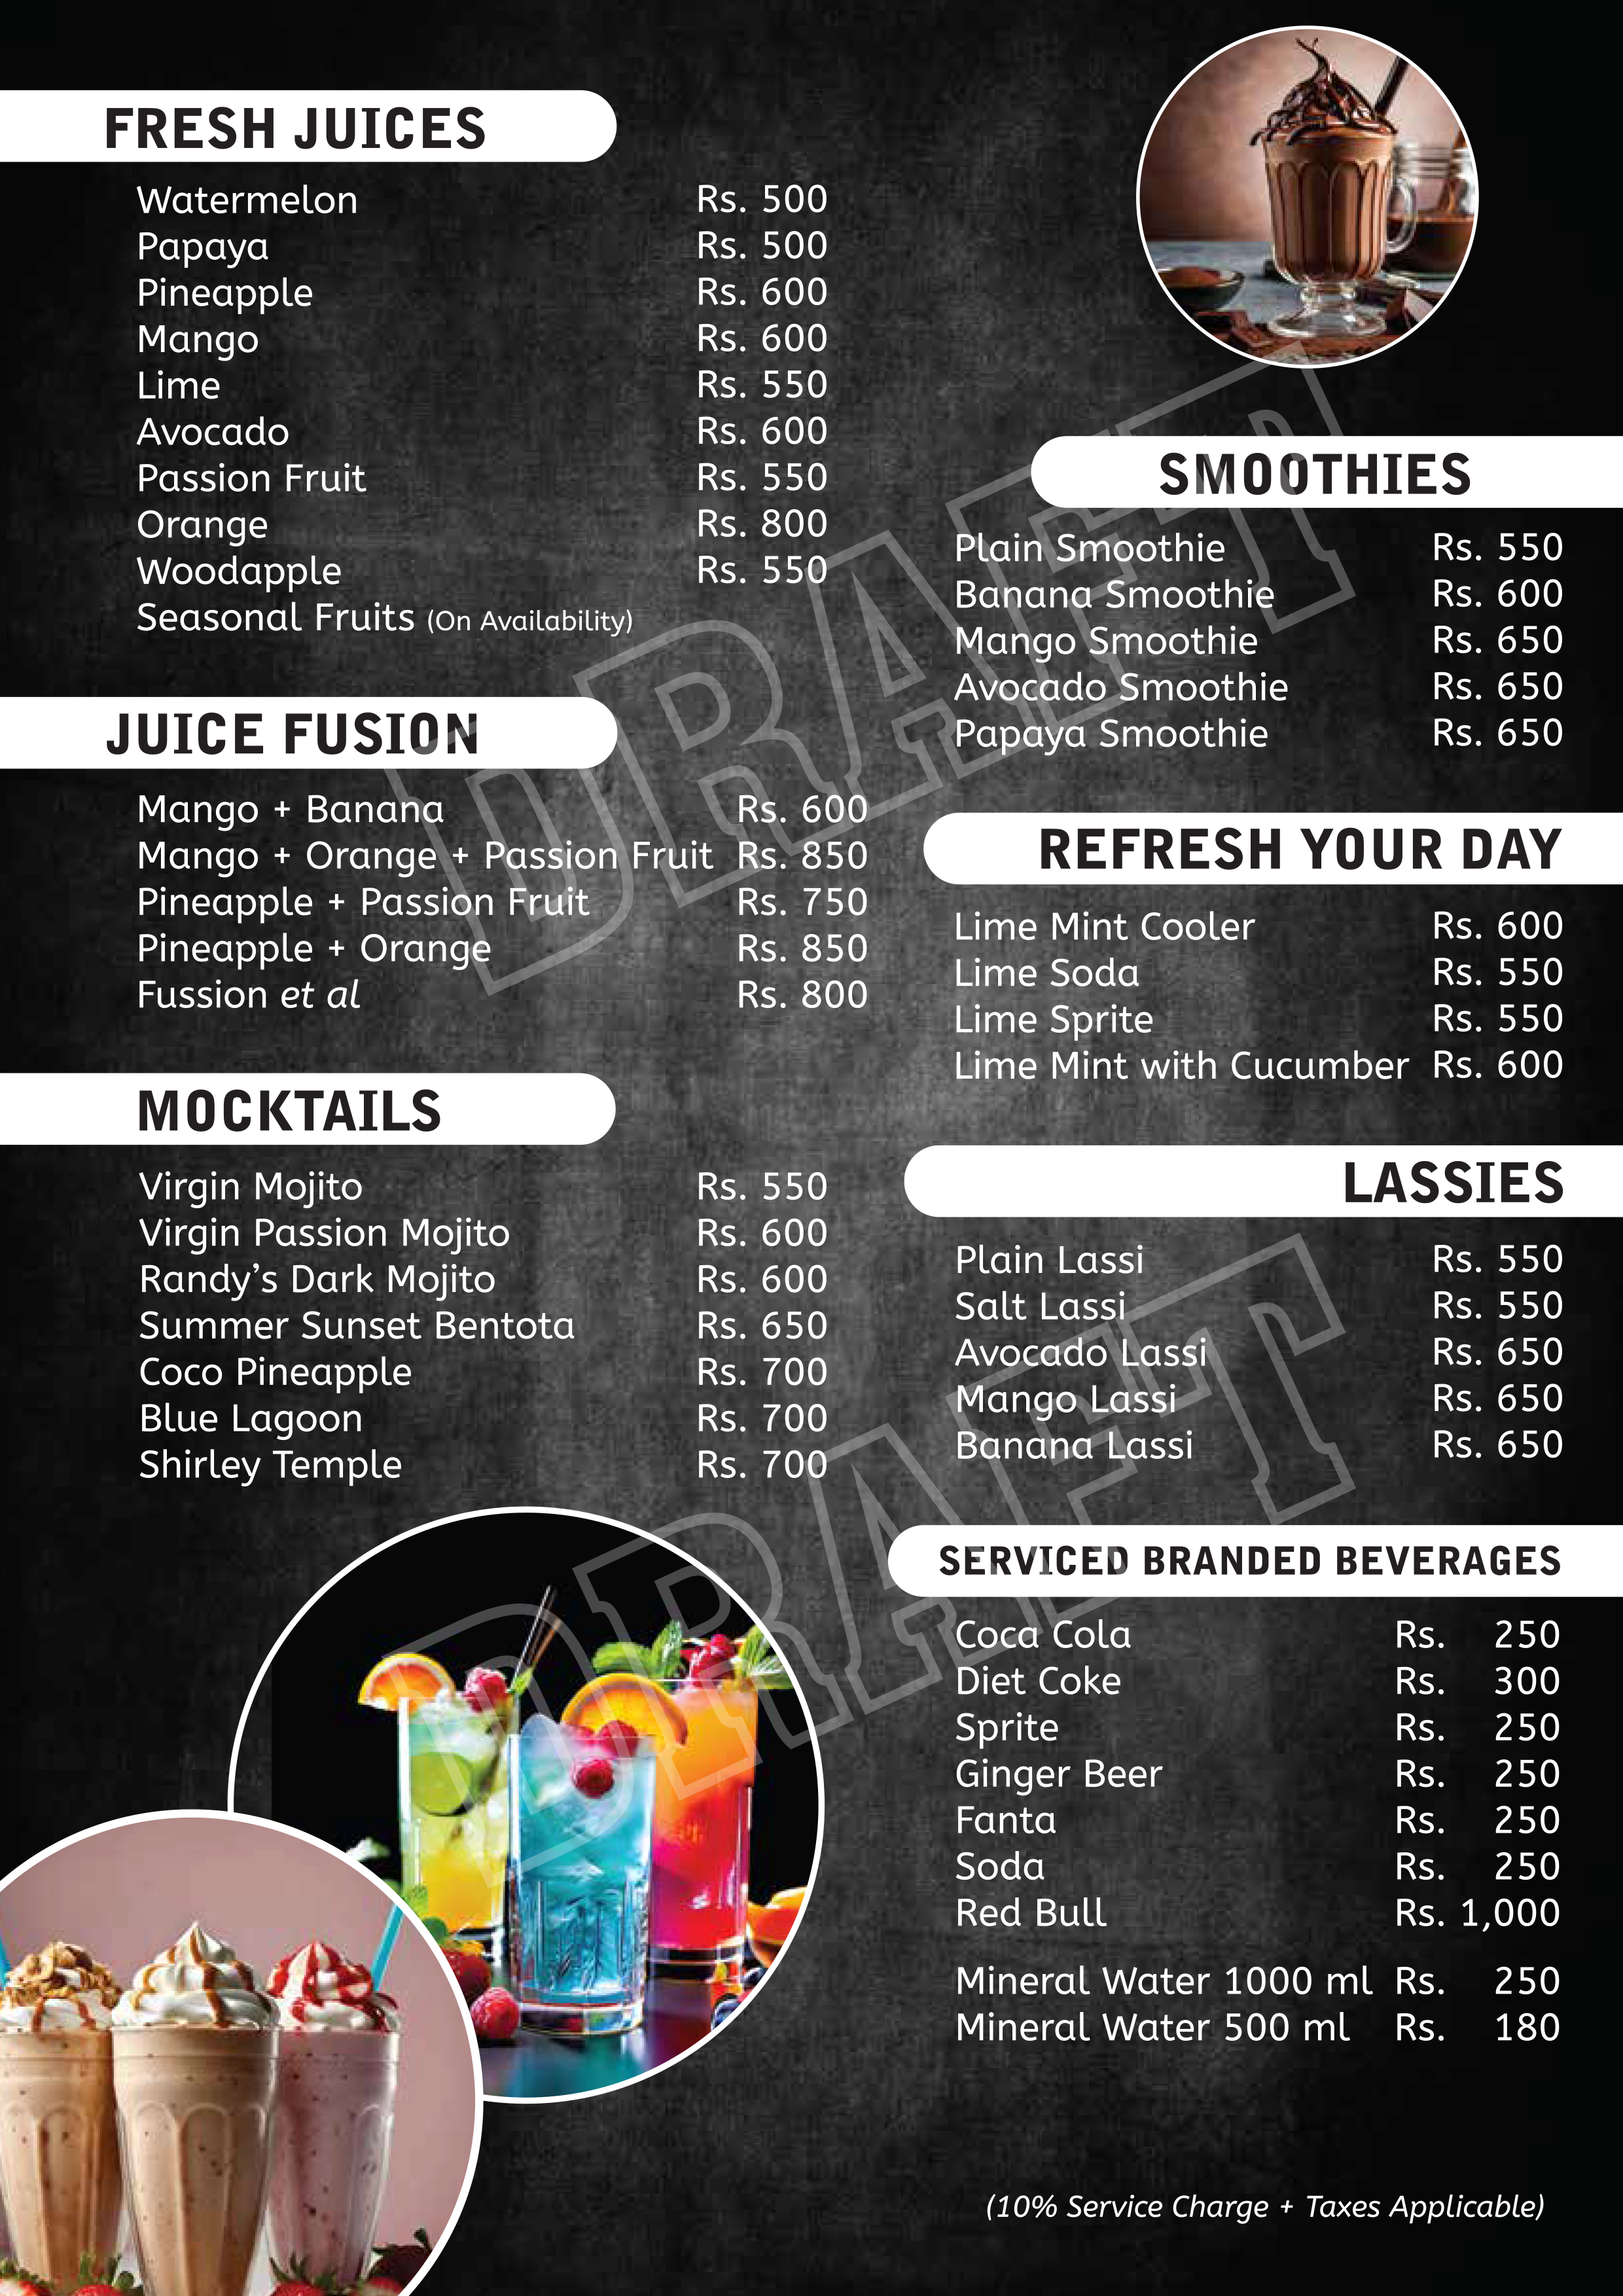 FRESH JUICES
Watermelon Rs. 500
Papaya Rs. 500
Pineapple Rs. 600
Mango Rs. 600
Lime Rs. 550
Avocado Rs. 600
Passion Fruit Rs. 550
Orange Rs. 800
Woodapple Rs. 550
Seasonal Fruits (On Availability)
JUICE FUSION
Mango + Banana Rs. 600
Mango + Orange + Passion Fruit Rs. 850
Pineapple + Passion Fruit Rs. 750
Pineapple + Orange Rs. 850
Fussion et al Rs. 800
MOCKTAILS
Virgin Mojito Rs. 550
Virgin Passion Mojito Rs. 600
Randy’s Dark Mojito Rs. 600
Summer Sunset Bentota Rs. 650
Coco Pineapple Rs. 700
Blue Lagoon Rs. 700
Shirley Temple Rs. 700
SMOOTHIES
Plain Smoothie Rs. 550
Banana Smoothie Rs. 600
Mango Smoothie Rs. 650
Avocado Smoothie Rs. 650
Papaya Smoothie Rs. 650
REFRESH YOUR DAY
Lime Mint Cooler Rs. 600
Lime Soda Rs. 550
Lime Sprite Rs. 550
Lime Mint with Cucumber Rs. 600
LASSIES
Plain Lassi Rs. 550
Salt Lassi Rs. 550
Avocado Lassi Rs. 650
Mango Lassi Rs. 650
Banana Lassi Rs. 650
SERVICED BRANDED BEVERAGES
Coca Cola Rs. 250
Diet Coke Rs. 300
Sprite Rs. 250
Ginger Beer Rs. 250
Fanta Rs. 250
Soda Rs. 250
Red Bull Rs. 1,000
Mineral Water 1000 ml Rs. 250
Mineral Water 500 ml Rs. 180
(10% Service Charge + Taxes Applicable)
DRAFT
DRAFT